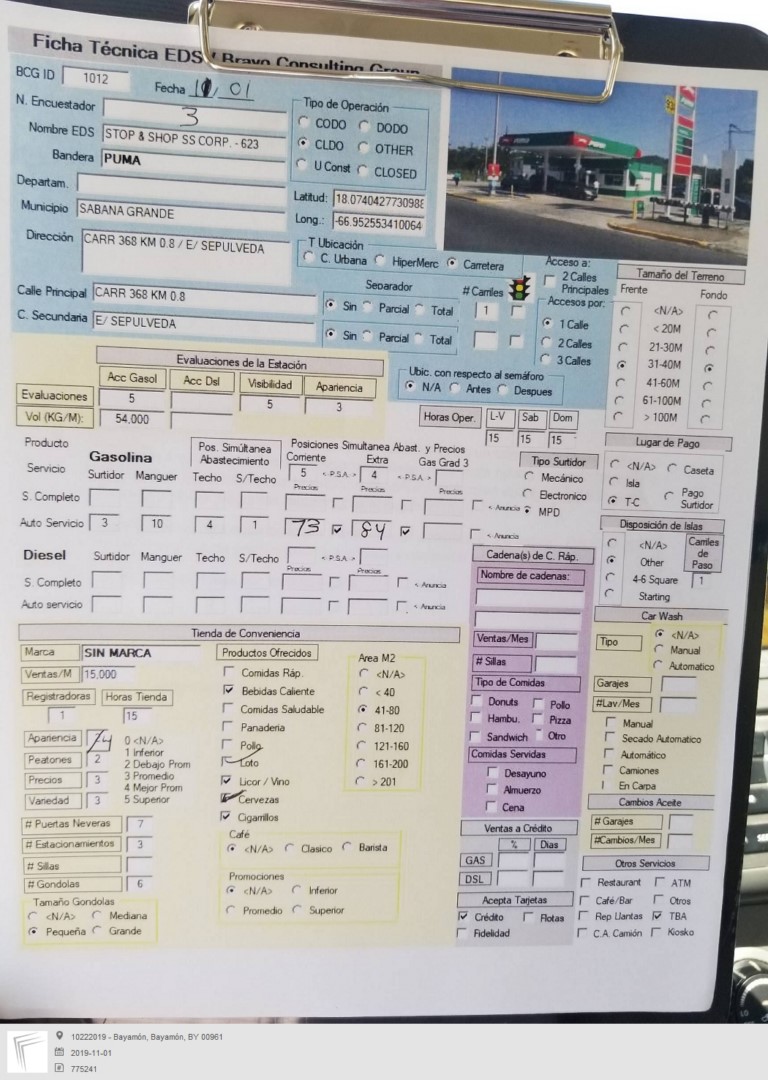 Ficha Técnica EDS / Bravo Consulting Group
BCG ID 1012 Fecha 11, 01
N. Encuestador 3
Nombre EDS STOP & SHOP SS CORP. - 623
Bandera PUMA
Departam.
Municipio SABANA GRANDE
Dirección CARR 368 KM 0.8 / E/ SEPULVEDA
Calle Principal CARR 368 KM 0.8
C. Secundaria E/ SEPULVEDA
Tipo de Operación
CODO DODO
CLDO OTHER
U Const CLOSED
Latitud: 18.0740427730988
Long.: -66.952553410064
T Ubicación
C. Urbana HiperMerc Carretera
Separador # Carriles
Sin Parcial Total 1
Sin Parcial Total
Acceso a:
2 Calles
Principales
Accesos por:
1 Calle
2 Calles
3 Calles
Tamaño del Terreno
Frente Fondo
<N/A>
< 20M
21-30M
31-40M
41-60M
61-100M
> 100M
Ubic. con respecto al semáforo
N/A Antes Despues
Evaluaciones de la Estación
Acc Gasol Acc Dsl Visibilidad Apariencia
Evaluaciones 5 5 3
Vol (KG/M): 54,000
Horas Oper. L-V Sab Dom
15 15 15
Producto
Gasolina
Pos. Simúltanea
Abastecimiento
Posiciones Simultanea Abast. y Precios
Corriente Extra Gas Grad 3
Servicio Surtidor Manguer Techo S/Techo 5 <-P.S.A-> 4 <-P.S.A->
Precios Precios Precios
S. Completo < Anuncia
Auto Servicio 3 10 4 1 73 84 < Anuncia
Tipo Surtidor
Mecánico
Electronico
MPD
Lugar de Pago
<N/A> Caseta
Isla
T-C Pago
Surtidor
Disposición de Islas
<N/A>
Other
4-6 Square
Starting
Carriles
de
Paso
1
Diesel Surtidor Manguer Techo S/Techo <-P.S.A->
Precios Precios
S. Completo < Anuncia
Auto servicio < Anuncia
Cadena(s) de C. Ráp.
Nombre de cadenas:
Ventas/Mes
# Sillas
Tipo de Comidas
Donuts Pollo
Hambu. Pizza
Sandwich Otro
Comidas Servidas
Desayuno
Almuerzo
Cena
Ventas a Crédito
% Dias
GAS
DSL
Acepta Tarjetas
Crédito Flotas
Fidelidad
Car Wash
Tipo <N/A>
Manual
Automatico
Garajes
#Lav/Mes
Manual
Secado Automatico
Automático
Camiones
En Carpa
Cambios Aceite
# Garajes
#Cambios/Mes
Otros Servicios
Restaurant ATM
Café/Bar Otros
Rep Llantas TBA
C.A. Camión Kiosko
Tienda de Conveniencia
Marca SIN MARCA
Ventas/M 15,000
Registradoras Horas Tienda
1 15
Apariencia 4
Peatones 2
Precios 3
Variedad 3
0 <N/A>
1 Inferior
2 Debajo Prom
3 Promedio
4 Mejor Prom
5 Superior
# Puertas Neveras 7
# Estacionamientos 3
# Sillas
# Gondolas 6
Tamaño Gondolas
<N/A> Mediana
Pequeña Grande
Productos Ofrecidos
Comidas Ráp.
Bebidas Caliente
Comidas Saludable
Panaderia
Pollo
Loto
Licor / Vino
Cervezas
Cigarrillos
Area M2
<N/A>
< 40
41-80
81-120
121-160
161-200
> 201
Café
<N/A> Clasico Barista
Promociones
<N/A> Inferior
Promedio Superior
10222019 - Bayamón, Bayamón, BY 00961
2019-11-01
775241